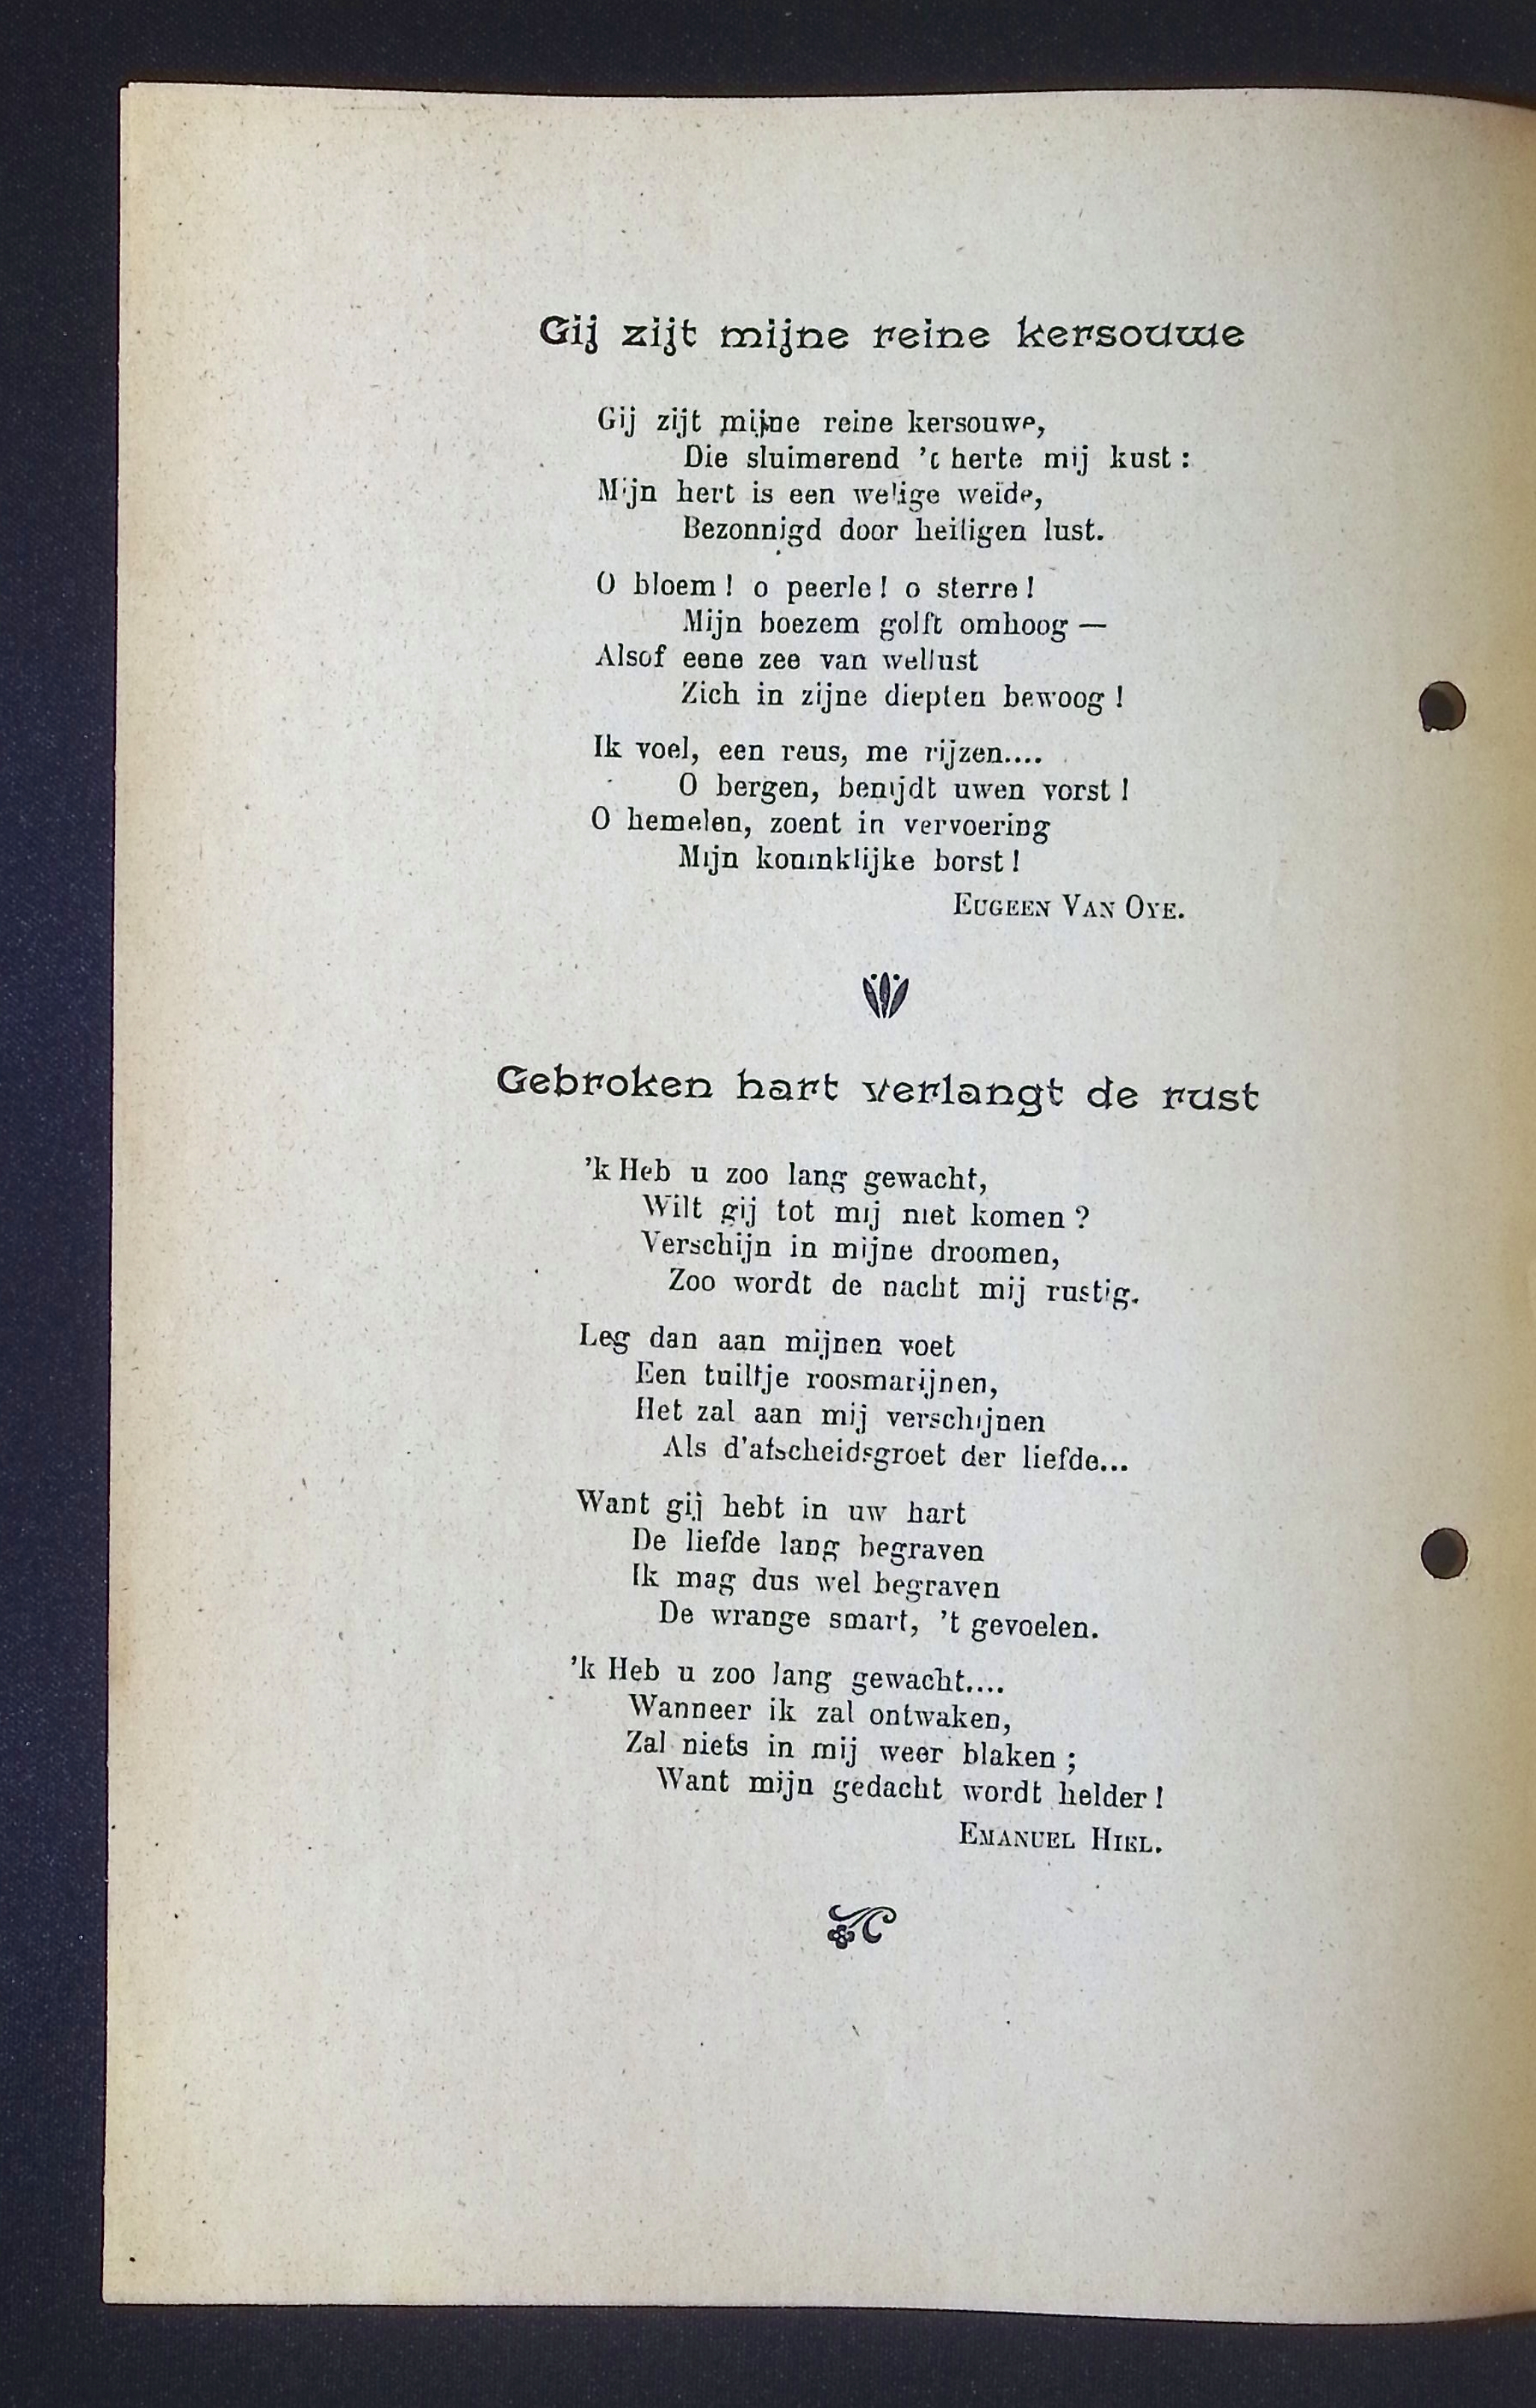 Gij zijt mijne reine kersouwe
Gij zijt mijne reine kersouwe,
Die sluimerend 't herte mij kust :
Mijn hert is een welige weide,
Bezonnigd door heiligen lust.
O bloem ! o peerle ! o sterre !
Mijn boezem golft omhoog —
Alsof eene zee van wellust
Zich in zijne diepten bewoog !
Ik voel, een reus, me rijzen....
O bergen, benijdt uwen vorst !
O hemelen, zoent in vervoering
Mijn koninklijke borst !
EUGEEN VAN OYE.
Gebroken hart verlangt de rust
'k Heb u zoo lang gewacht,
Wilt gij tot mij niet komen ?
Verschijn in mijne droomen,
Zoo wordt de nacht mij rustig.
Leg dan aan mijnen voet
Een tuiltje roosmarijnen,
Het zal aan mij verschijnen
Als d'afscheidsgroet der liefde...
Want gij hebt in uw hart
De liefde lang begraven
Ik mag dus wel begraven
De wrange smart, 't gevoelen.
'k Heb u zoo lang gewacht....
Wanneer ik zal ontwaken,
Zal niets in mij weer blaken ;
Want mijn gedacht wordt helder !
EMANUEL HIEL.